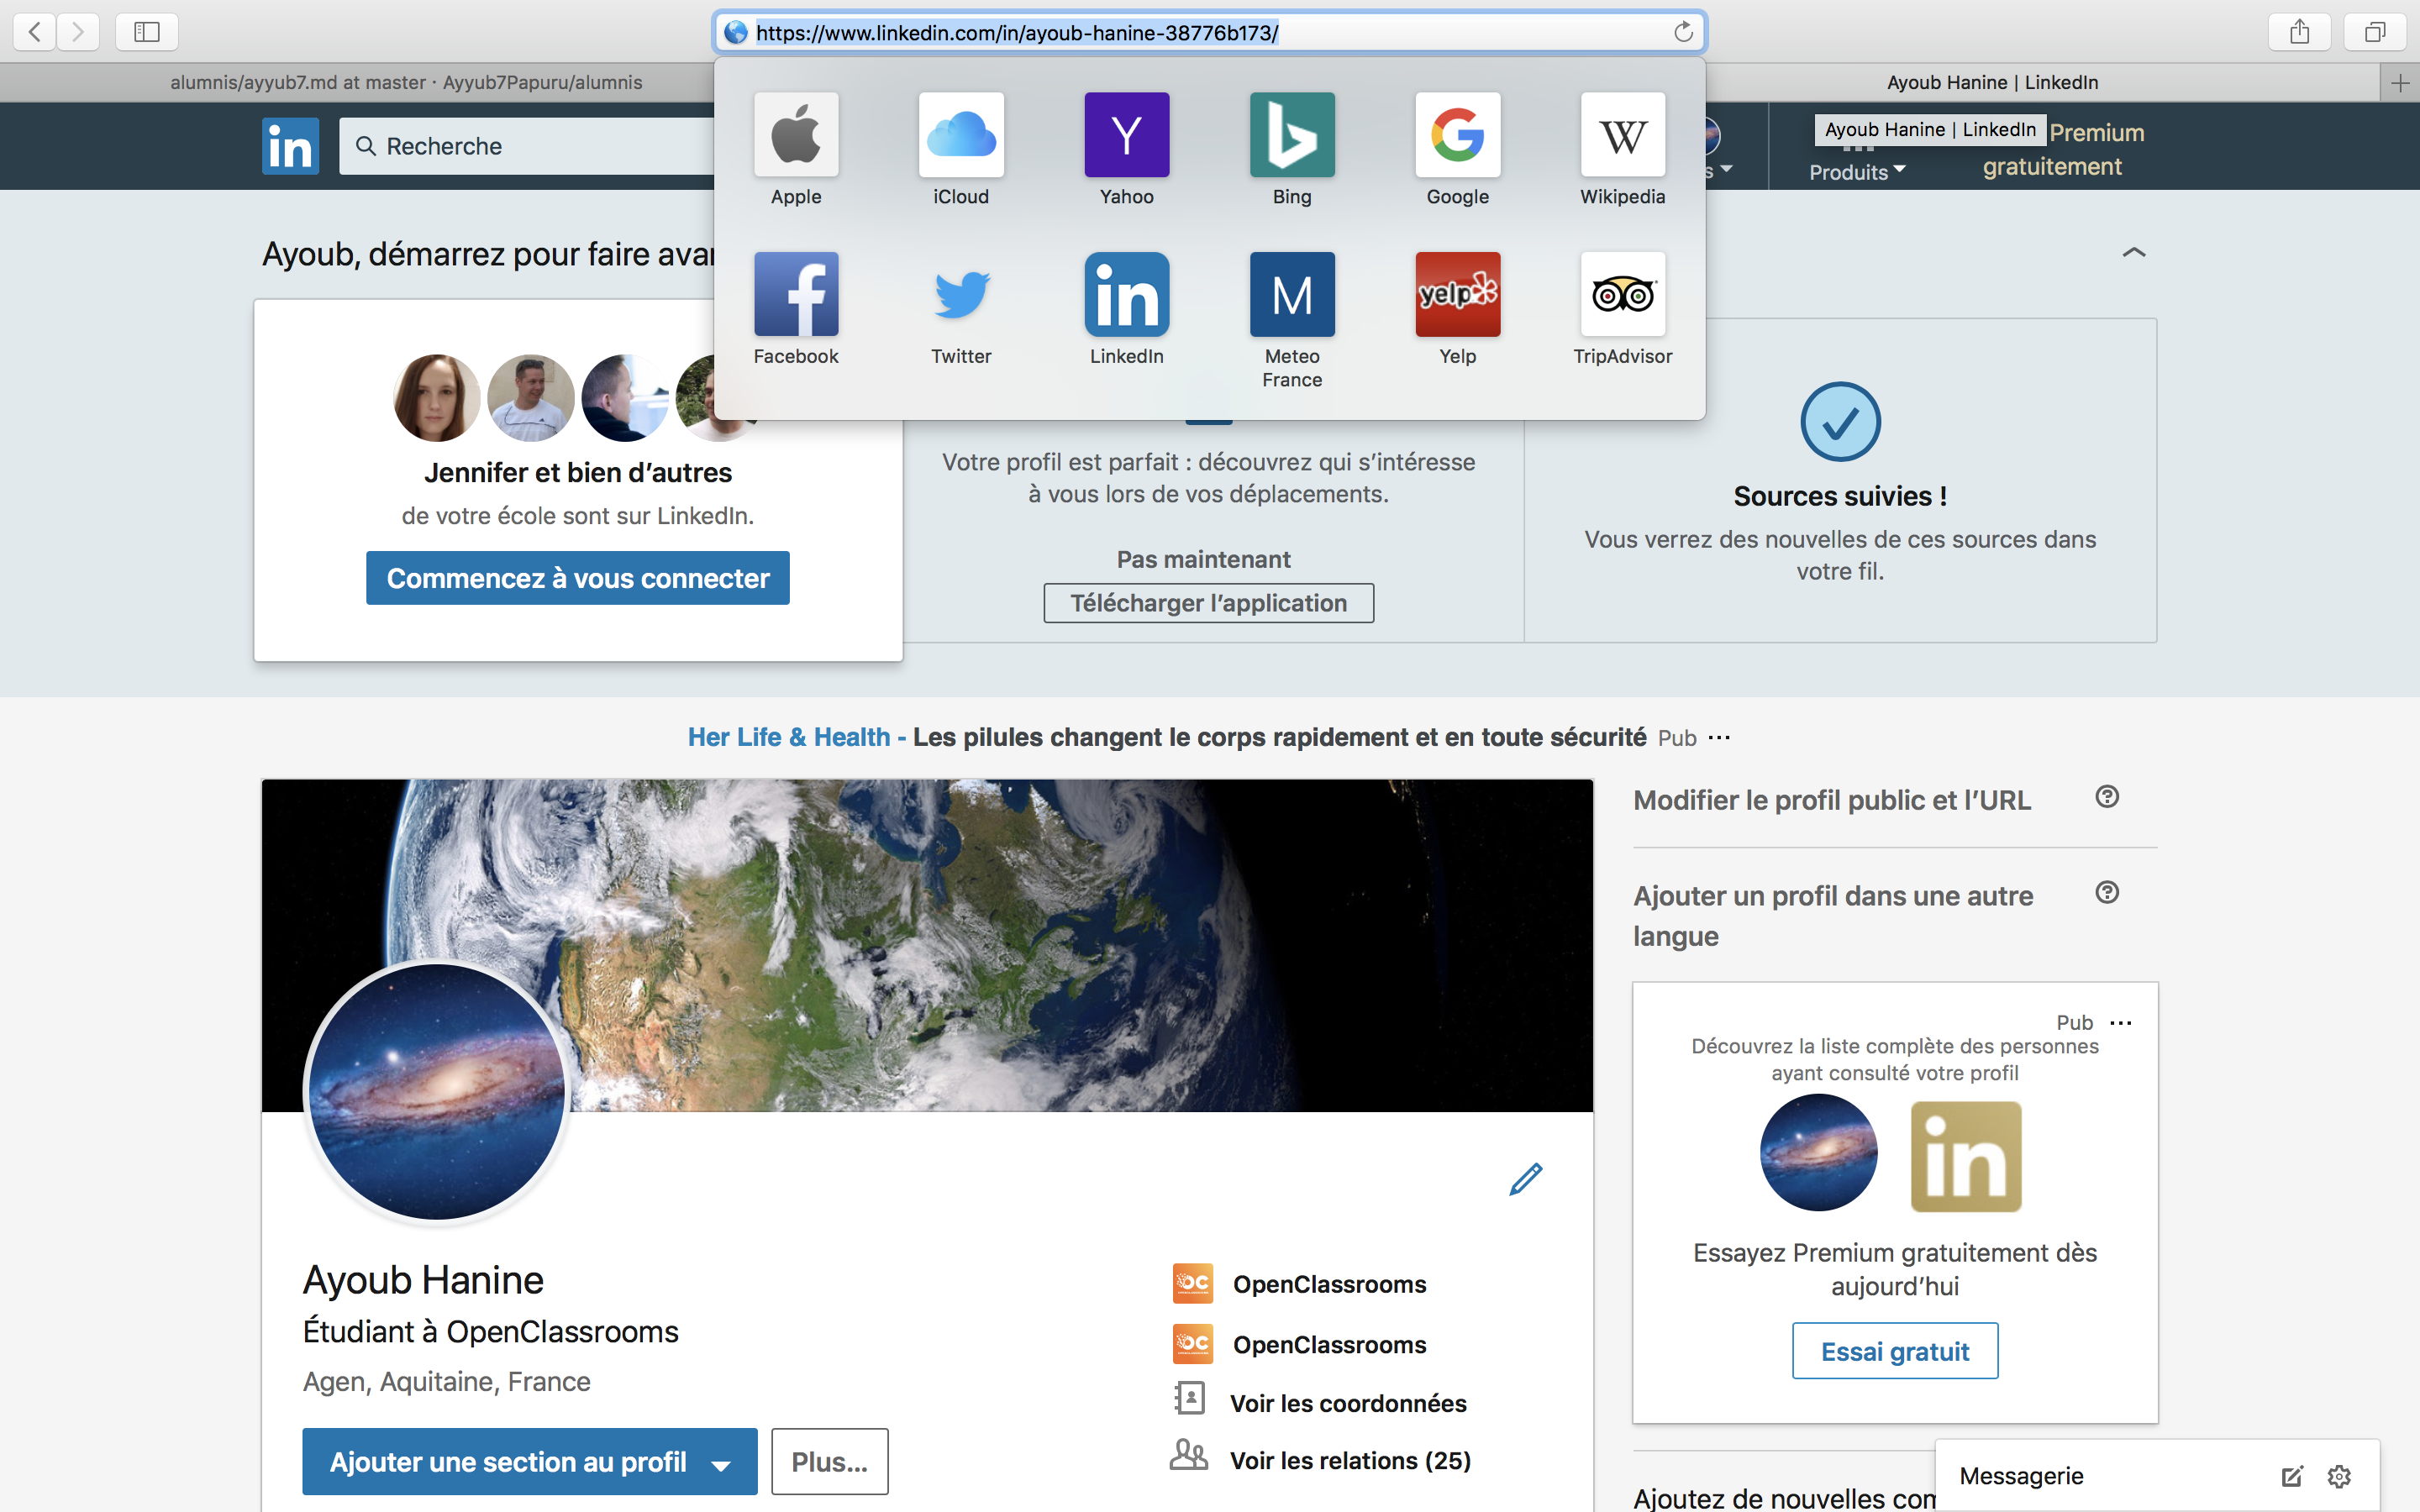 https://www.linkedin.com/in/ayoub-hanine-38776b173/
alumnis/ayyub7.md at master · Ayyub7Papuru/alumnis
Ayoub Hanine | LinkedIn
in
Recherche
Ayoub Hanine | LinkedIn
Produits
Premium
gratuitement
Apple
iCloud
Y
Yahoo
Bing
Google
W
Wikipedia
Facebook
Twitter
in
LinkedIn
M
Meteo
France
yelp
Yelp
TripAdvisor
Ayoub, démarrez pour faire
Jennifer et bien d’autres
de votre école sont sur LinkedIn.
Commencez à vous connecter
Votre profil est parfait : découvrez qui s’intéresse
à vous lors de vos déplacements.
Pas maintenant
Télécharger l’application
Sources suivies !
Vous verrez des nouvelles de ces sources dans
votre fil.
Her Life & Health - Les pilules changent le corps rapidement et en toute sécurité Pub ···
Modifier le profil public et l’URL
Ajouter un profil dans une autre
langue
Pub ···
Découvrez la liste complète des personnes
ayant consulté votre profil
in
Essayez Premium gratuitement dès
aujourd’hui
Essai gratuit
Ayoub Hanine
Étudiant à OpenClassrooms
Agen, Aquitaine, France
Ajouter une section au profil
Plus...
OC OpenClassrooms
OC OpenClassrooms
Voir les coordonnées
Voir les relations (25)
Ajoutez de nouvelles
Messagerie